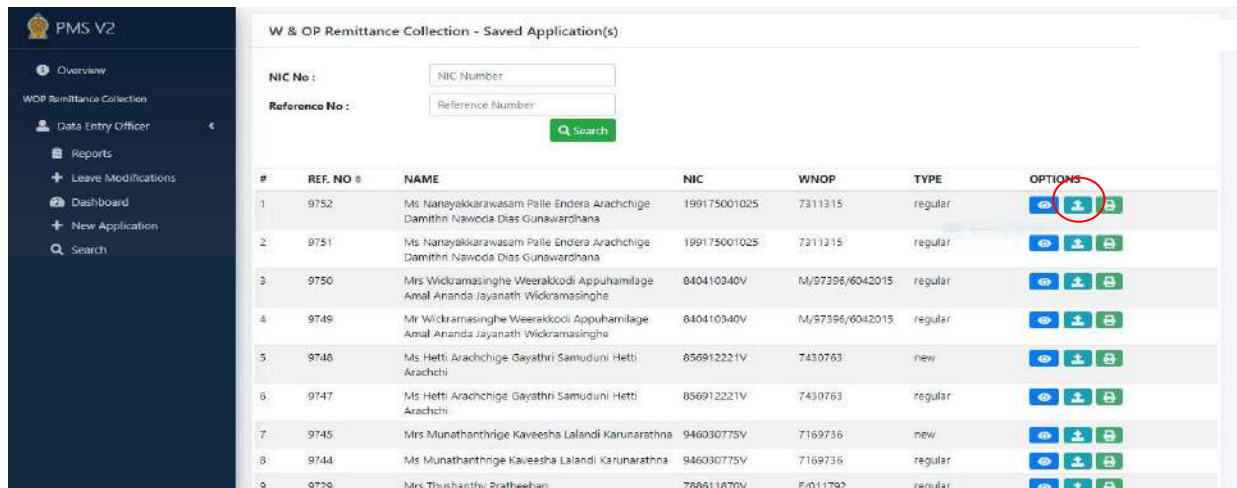 PMS V2
Overview
WOP Remittance Collection
Data Entry Officer
Reports
Leave Modifications
Dashboard
New Application
Search
W & OP Remittance Collection - Saved Application(s)
NIC No :
NIC Number
Reference No :
Reference Number
Search
# REF. NO NAME NIC WNOP TYPE OPTIONS
1 9752 Ms Nanayakkarawasam Palle Endera Arachchige 199175001025 7311315 regular
Damithri Nawoda Dias Gunawardhana
2 9751 Ms Nanayakkarawasam Palle Endera Arachchige 199175001025 7311315 regular
Damithri Nawoda Dias Gunawardhana
3 9750 Mrs Wickramasinghe Weerakkodi Appuhamilage 840410340V M/97396/6042015 regular
Amal Ananda Jayanath Wickramasinghe
4 9749 Mr Wickramasinghe Weerakkodi Appuhamilage 840410340V M/97396/6042015 regular
Amal Ananda Jayanath Wickramasinghe
5 9748 Ms Hetti Arachchige Gayathri Samuduni Hetti 856912221V 7430763 new
Arachchi
6 9747 Ms Hetti Arachchige Gayathri Samuduni Hetti 856912221V 7430763 regular
Arachchi
7 9745 Mrs Munathanthrige Kaveesha Lalandi Karunarathna 946030775V 7169736 new
8 9744 Ms Munathanthrige Kaveesha Lalandi Karunarathna 946030775V 7169736 regular
9 9729 Mrs Thushanthy Pratheeban 788611870V E/011792 regular